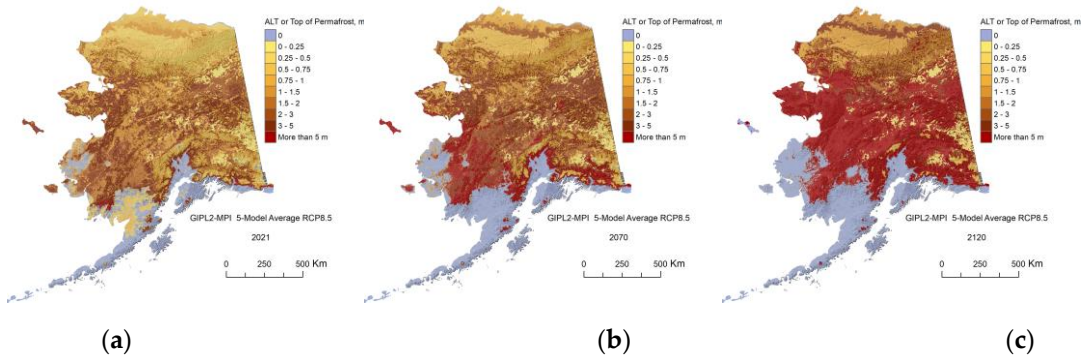 ALT or Top of Permafrost, m
0
0 - 0.25
0.25 - 0.5
0.5 - 0.75
0.75 - 1
1 - 1.5
1.5 - 2
2 - 3
3 - 5
More than 5 m
GIPL2-MPI 5-Model Average RCP8.5
2021
0 250 500 Km
(a)
ALT or Top of Permafrost, m
0
0 - 0.25
0.25 - 0.5
0.5 - 0.75
0.75 - 1
1 - 1.5
1.5 - 2
2 - 3
3 - 5
More than 5 m
GIPL2-MPI 5-Model Average RCP8.5
2070
0 250 500 Km
(b)
ALT or Top of Permafrost, m
0
0 - 0.25
0.25 - 0.5
0.5 - 0.75
0.75 - 1
1 - 1.5
1.5 - 2
2 - 3
3 - 5
More than 5 m
GIPL2-MPI 5-Model Average RCP8.5
2120
0 250 500 Km
(c)